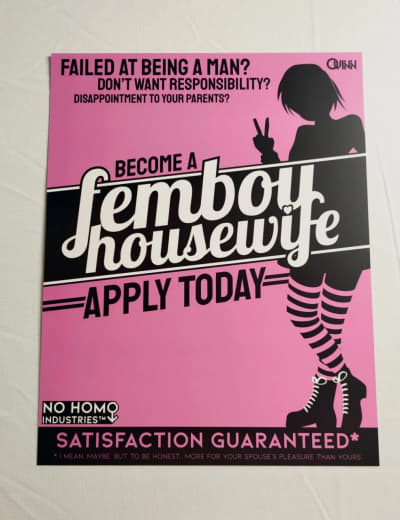 FAILED AT BEING A MAN?
DON'T WANT RESPONSIBILITY?
DISAPPOINTMENT TO YOUR PARENTS?
QVINN
BECOME A
femboy
housewife
APPLY TODAY
NO HOMO
INDUSTRIES™
SATISFACTION GUARANTEED*
* I MEAN, MAYBE, BUT TO BE HONEST, MORE FOR YOUR SPOUSE'S PLEASURE THAN YOURS